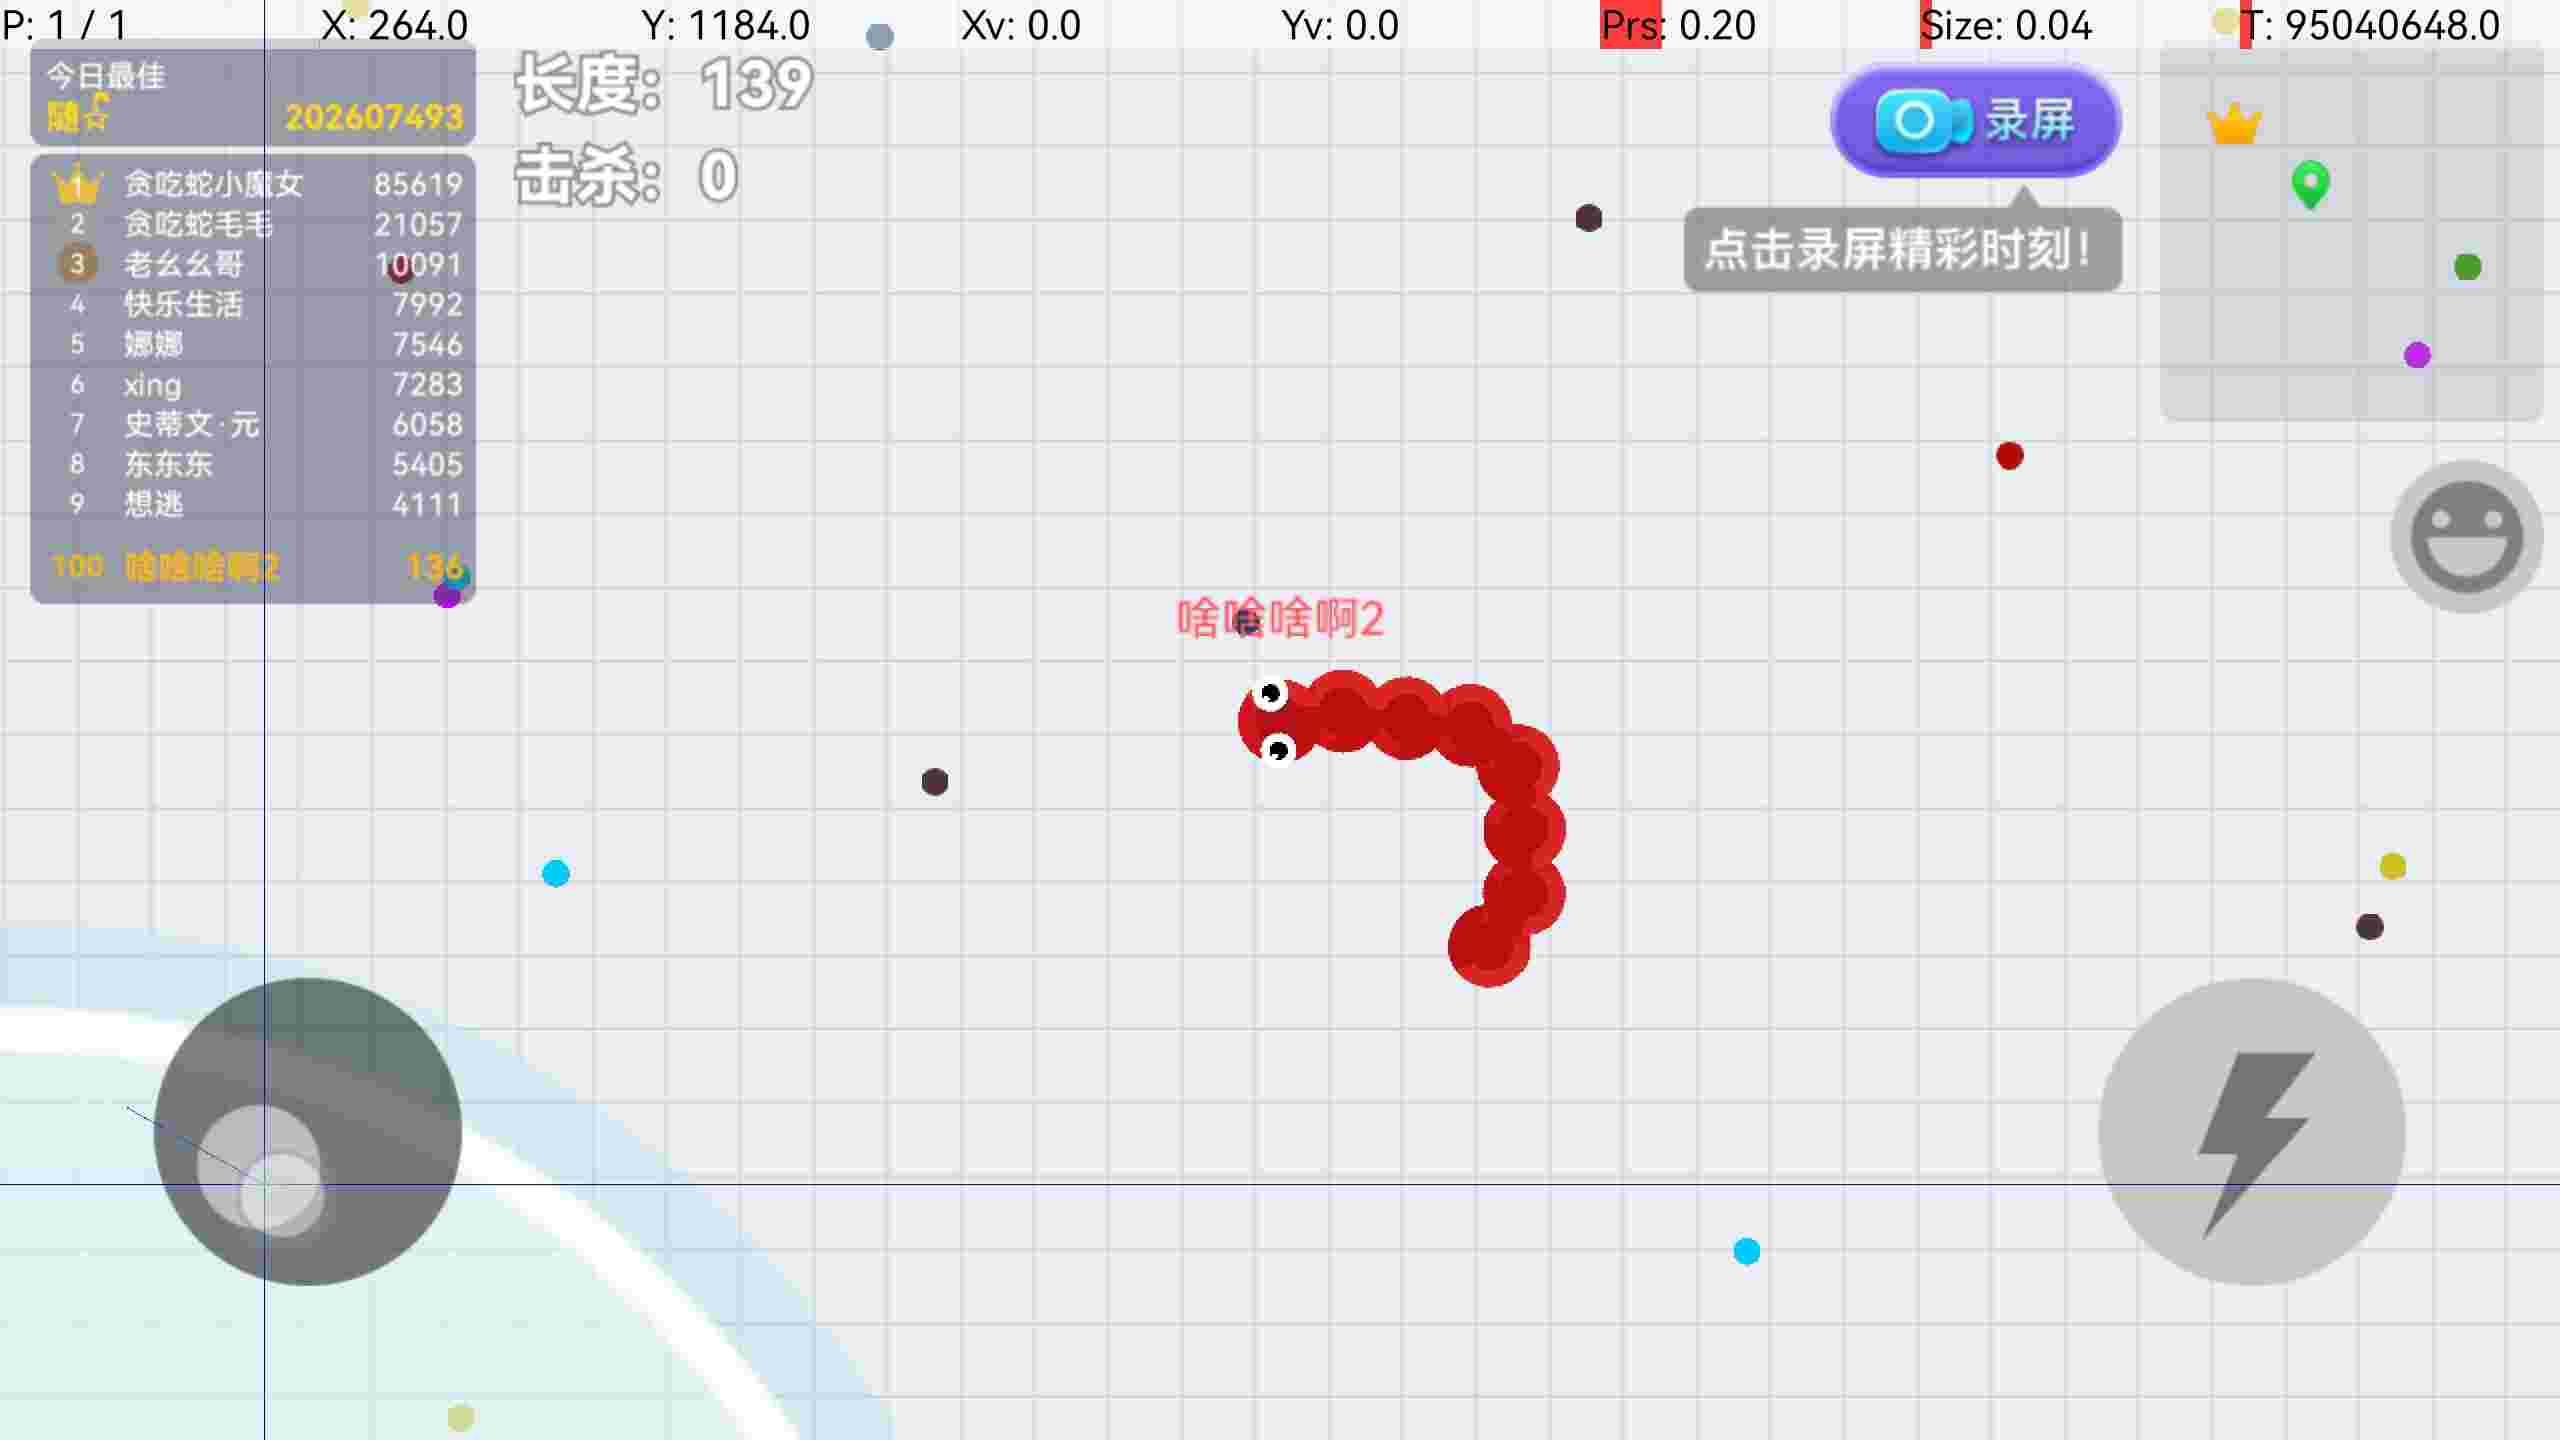 P: 1 / 1 X: 264.0 Y: 1184.0 Xv: 0.0 Yv: 0.0 Prs: 0.20 Size: 0.04 T: 95040648.0
今日最佳
随☆ 202607493
长度: 139
击杀: 0
录屏
点击录屏精彩时刻!
1 贪吃蛇小魔女 85619
2 贪吃蛇毛毛 21057
3 老幺幺哥 10091
4 快乐生活 7992
5 娜娜 7546
6 xing 7283
7 史蒂文·元 6058
8 东东东 5405
9 想逃 4111
100 啥啥啥啊2 136
啥啥啥啊2